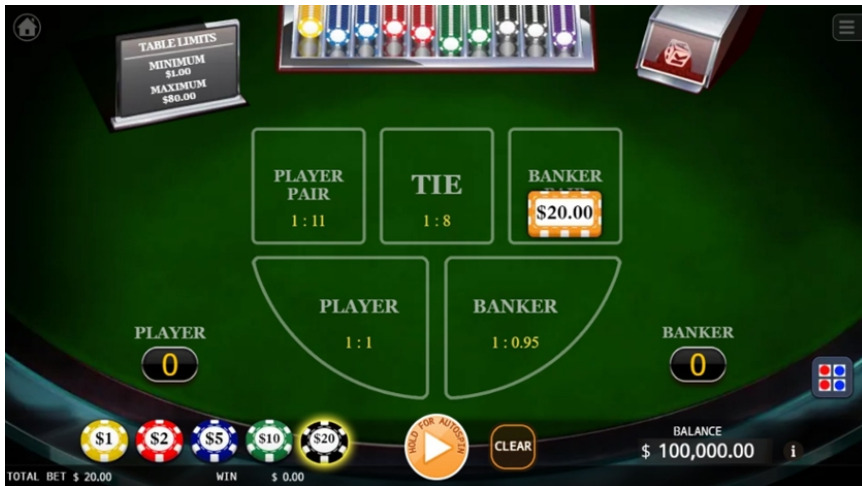 TABLE LIMITS
MINIMUM
$1.00
MAXIMUM
$80.00
PLAYER
PAIR
1 : 11
TIE
1 : 8
BANKER
PAIR
$20.00
PLAYER
1 : 1
BANKER
1 : 0.95
PLAYER
0
BANKER
0
$1
$2
$5
$10
$20
HOLD FOR AUTOSPIN
CLEAR
BALANCE
$ 100,000.00
i
TOTAL BET $ 20.00
WIN $ 0.00